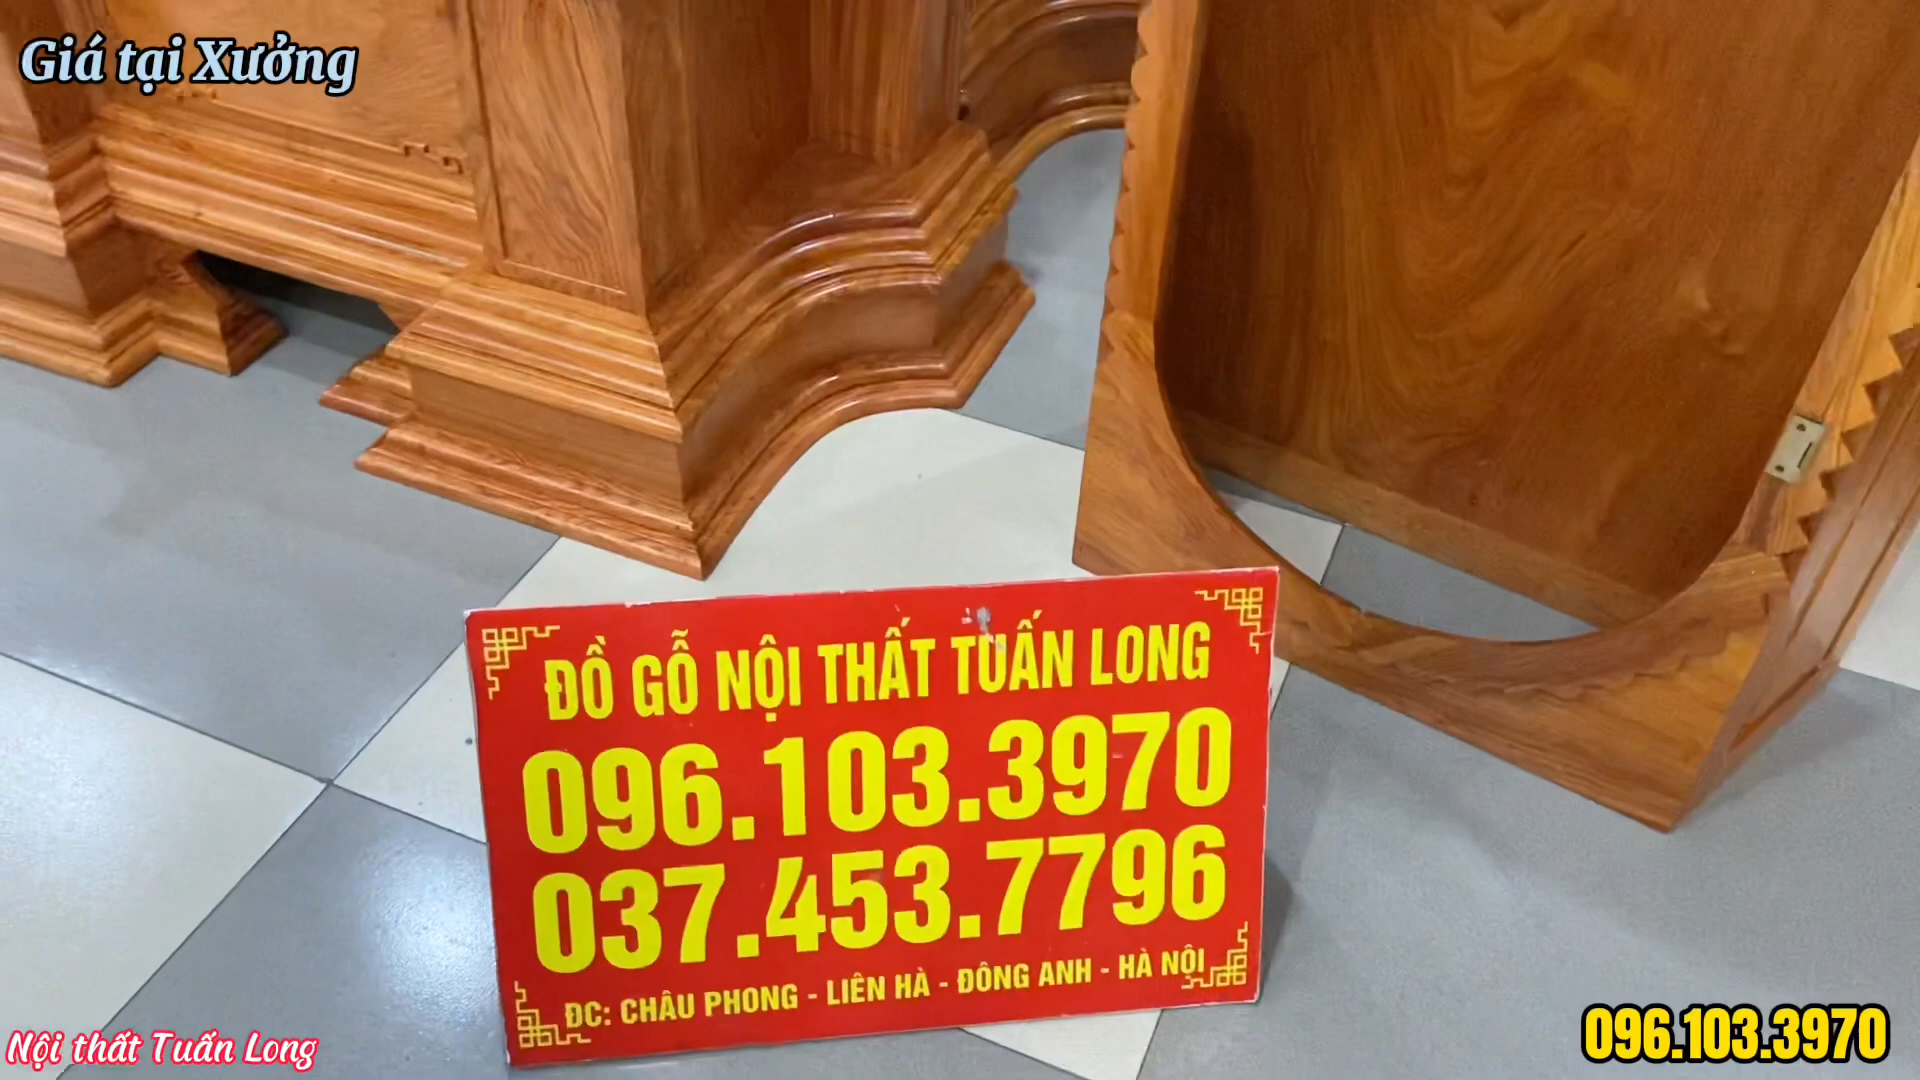 Giá tại Xưởng
ĐỒ GỖ NỘI THẤT TUẤN LONG
096.103.3970
037.453.7796
ĐC: CHÂU PHONG - LIÊN HÀ - ĐÔNG ANH - HÀ NỘI
Nội thất Tuấn Long
096.103.3970